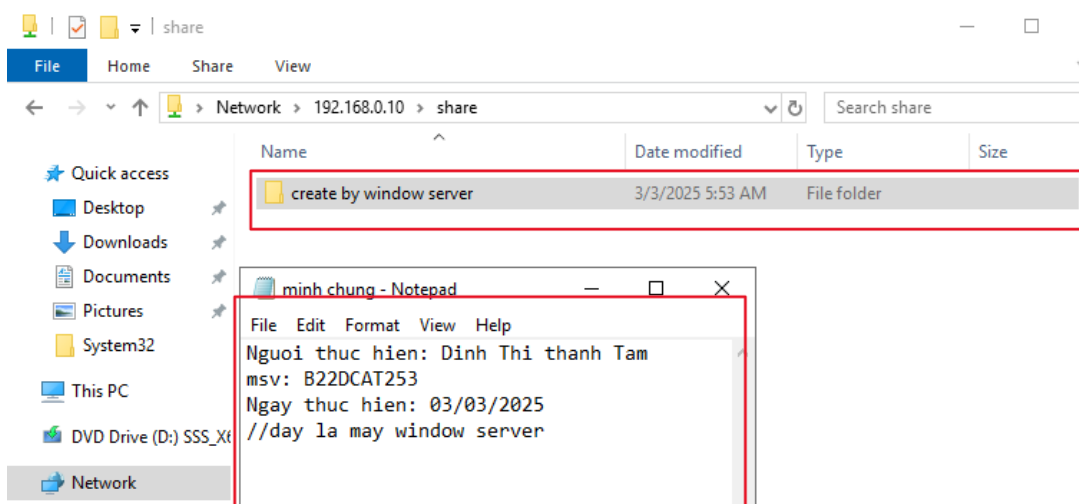 share
File Home Share View
Network > 192.168.0.10 > share
Search share
Name Date modified Type Size
Quick access
create by window server 3/3/2025 5:53 AM File folder
Desktop
Downloads
Documents
Pictures
System32
This PC
DVD Drive (D:) SSS_X6
Network
minh chung - Notepad
File Edit Format View Help
Nguoi thuc hien: Dinh Thi thanh Tam
msv: B22DCAT253
Ngay thuc hien: 03/03/2025
//day la may window server